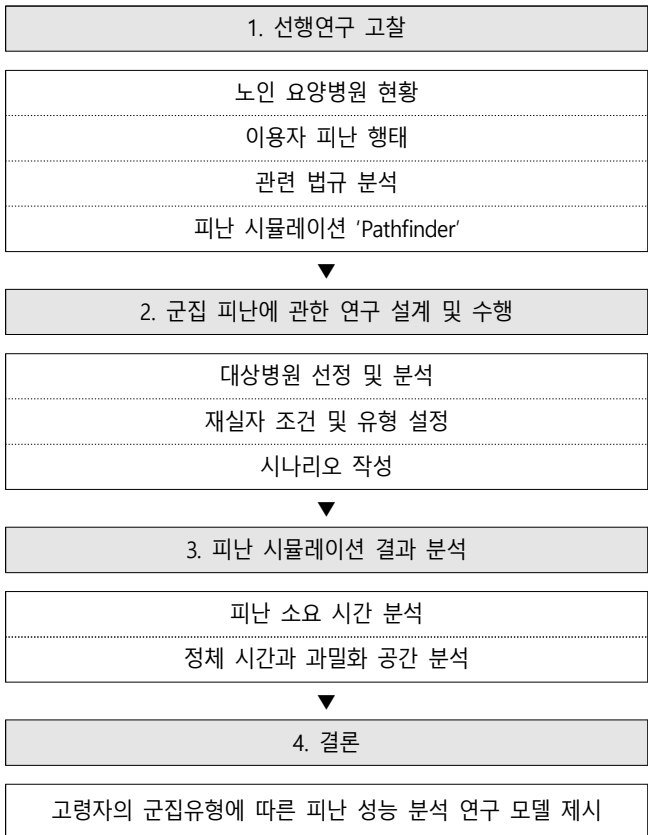 1. 선행연구 고찰
노인 요양병원 현황
이용자 피난 행태
관련 법규 분석
피난 시뮬레이션 'Pathfinder'
▼
2. 군집 피난에 관한 연구 설계 및 수행
대상병원 선정 및 분석
재실자 조건 및 유형 설정
시나리오 작성
▼
3. 피난 시뮬레이션 결과 분석
피난 소요 시간 분석
정체 시간과 과밀화 공간 분석
▼
4. 결론
고령자의 군집유형에 따른 피난 성능 분석 연구 모델 제시